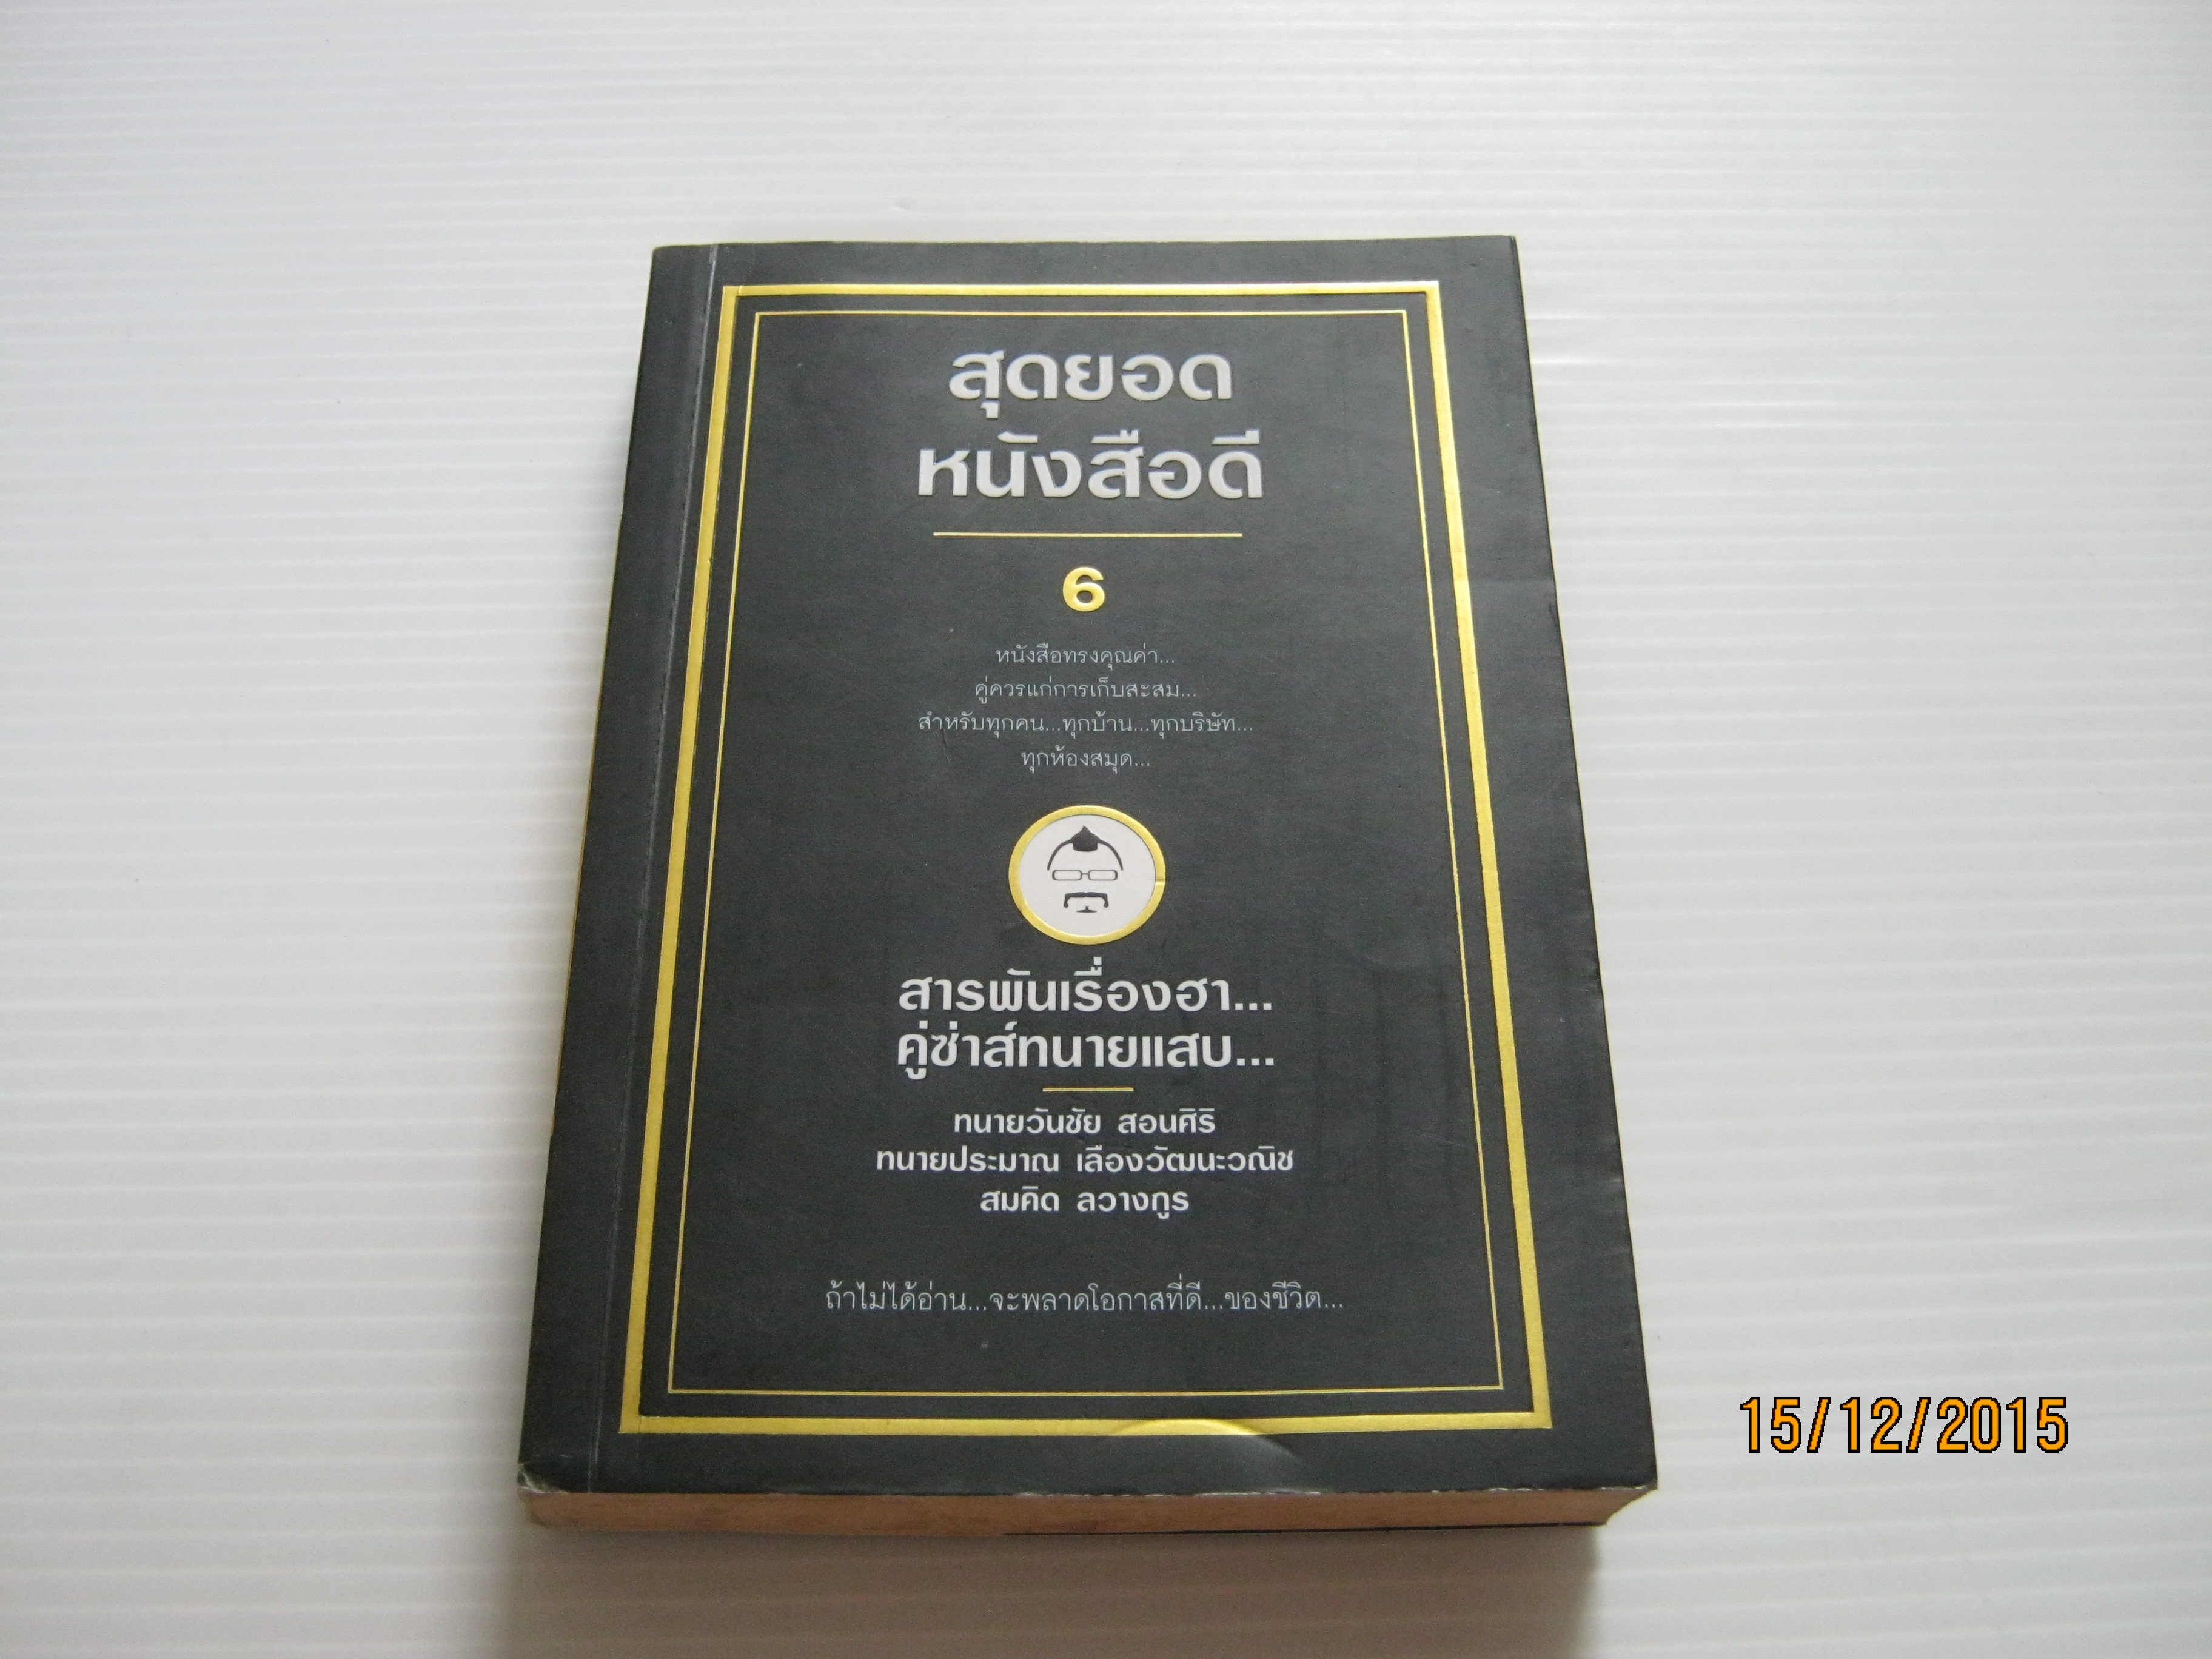 สุดยอด
หนังสือดี
6
หนังสือทรงคุณค่า...
คู่ควรแก่การเก็บสะสม...
สำหรับทุกคน...ทุกบ้าน...ทุกบริษัท...
ทุกห้องสมุด...
สารพันเรื่องฮา...
คู่ซ่าส์ทนายแสบ...
ทนายวันชัย สอนศิริ
ทนายประมาณ เลืองวัฒนะวณิช
สมคิด ลวางกูร
ถ้าไม่ได้อ่าน...จะพลาดโอกาสที่ดี...ของชีวิต...
15/12/2015